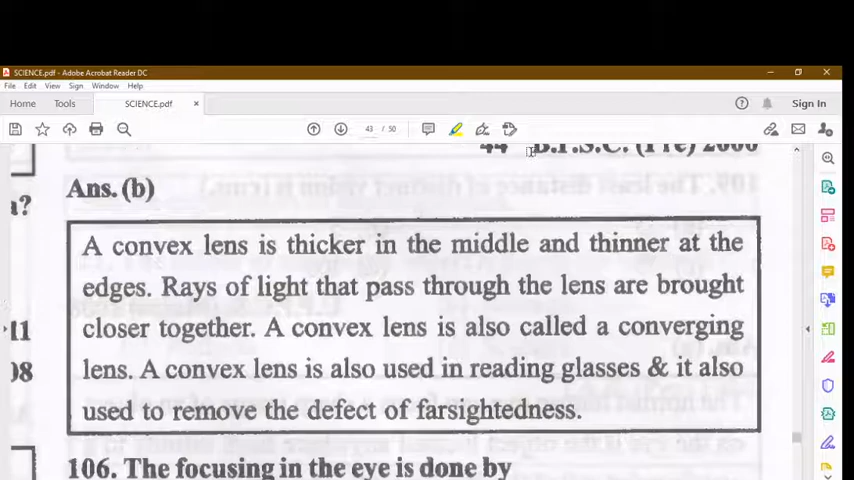 SCIENCE.pdf - Adobe Acrobat Reader DC
File Edit View Sign Window Help
Home Tools SCIENCE.pdf × Sign In
43 / 50
44 B.P.S.C. (Pre) 2000
Ans. (b)
a?
A convex lens is thicker in the middle and thinner at the
edges. Rays of light that pass through the lens are brought
closer together. A convex lens is also called a converging
11
lens. A convex lens is also used in reading glasses & it also
08
used to remove the defect of farsightedness.
106. The focusing in the eye is done by